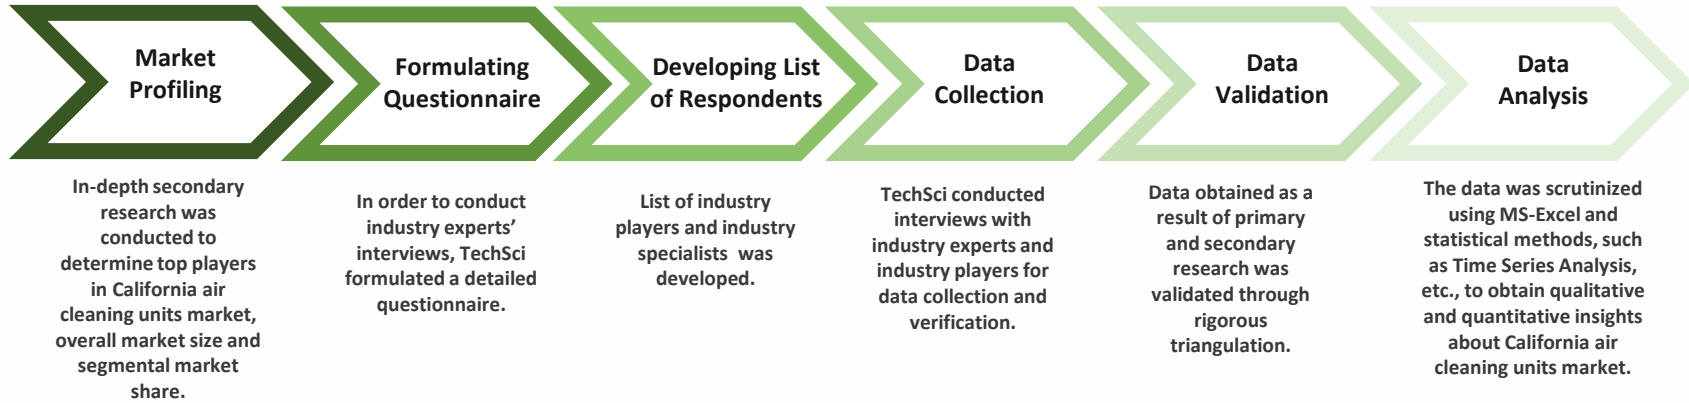 Market
Profiling
In-depth secondary
research was
conducted to
determine top players
in California air
cleaning units market,
overall market size and
segmental market
share.
Formulating
Questionnaire
In order to conduct
industry experts’
interviews, TechSci
formulated a detailed
questionnaire.
Developing List
of Respondents
List of industry
players and industry
specialists was
developed.
Data
Collection
TechSci conducted
interviews with
industry experts and
industry players for
data collection and
verification.
Data
Validation
Data obtained as a
result of primary
and secondary
research was
validated through
rigorous
triangulation.
Data
Analysis
The data was scrutinized
using MS-Excel and
statistical methods, such
as Time Series Analysis,
etc., to obtain qualitative
and quantitative insights
about California air
cleaning units market.